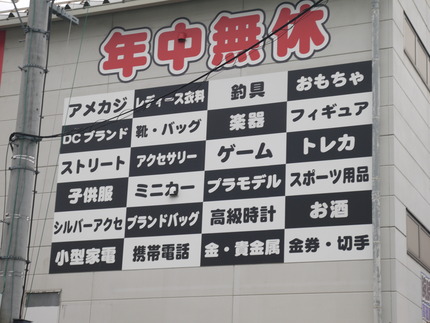 年中無休
アメカジ レディース衣料 釣具 おもちゃ
DCブランド 靴・バッグ 楽器 フィギュア
ストリート アクセサリー ゲーム トレカ
子供服 ミニカー プラモデル スポーツ用品
シルバーアクセ ブランドバッグ 高級時計 お酒
小型家電 携帯電話 金・貴金属 金券・切手